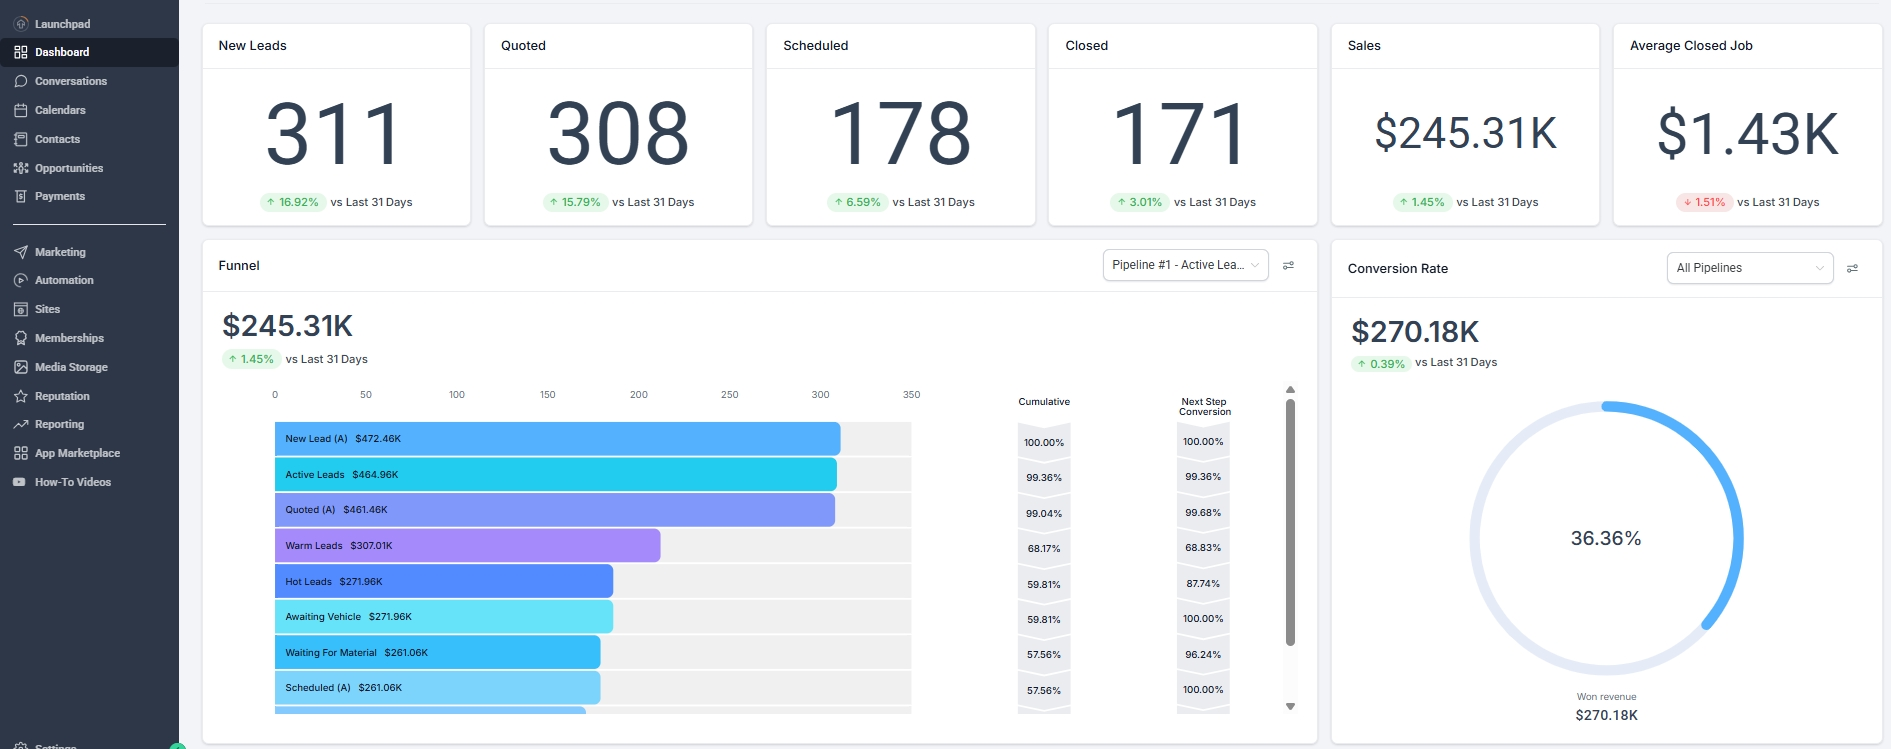 Launchpad
Dashboard
Conversations
Calendars
Contacts
Opportunities
Payments
Marketing
Automation
Sites
Memberships
Media Storage
Reputation
Reporting
App Marketplace
How-To Videos
Settings
New Leads
311
↑ 16.92% vs Last 31 Days
Quoted
308
↑ 15.79% vs Last 31 Days
Scheduled
178
↑ 6.59% vs Last 31 Days
Closed
171
↑ 3.01% vs Last 31 Days
Sales
$245.31K
↑ 1.45% vs Last 31 Days
Average Closed Job
$1.43K
↓ 1.51% vs Last 31 Days
Funnel
Pipeline #1 - Active Lea...
$245.31K
↑ 1.45% vs Last 31 Days
0 50 100 150 200 250 300 350
Cumulative
Next Step
Conversion
New Lead (A) $472.46K 100.00% 100.00%
Active Leads $464.96K 99.36% 99.36%
Quoted (A) $461.46K 99.04% 99.68%
Warm Leads $307.01K 68.17% 68.83%
Hot Leads $271.96K 59.81% 87.74%
Awaiting Vehicle $271.96K 59.81% 100.00%
Waiting For Material $261.06K 57.56% 96.24%
Scheduled (A) $261.06K 57.56% 100.00%
Conversion Rate
All Pipelines
$270.18K
↑ 0.39% vs Last 31 Days
36.36%
Won revenue
$270.18K